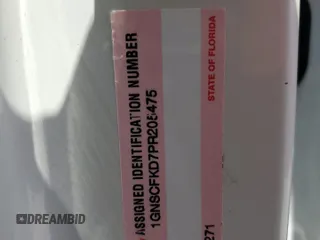 ASSIGNED IDENTIFICATION NUMBER
1GNSCFKD7PR205475
STATE OF FLORIDA
271
DREAMBID